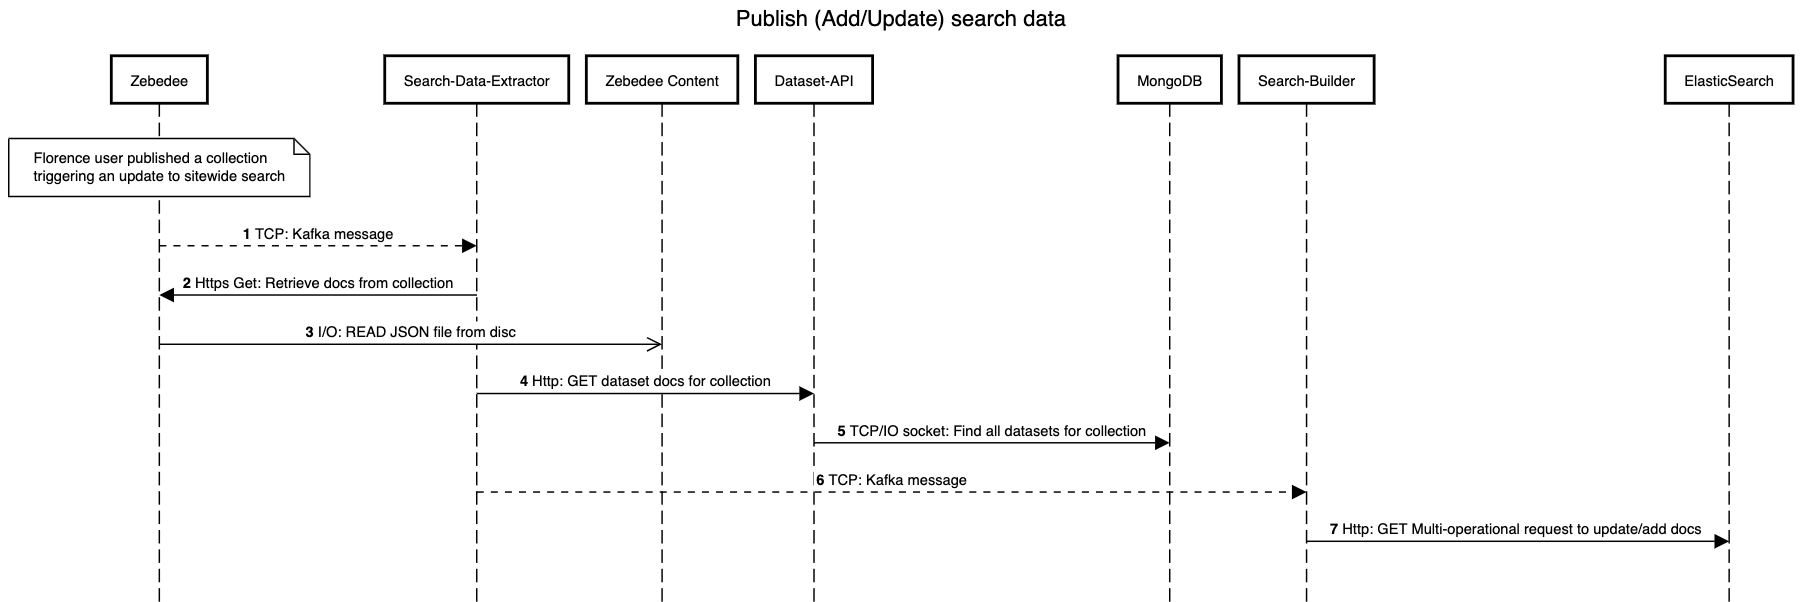 Publish (Add/Update) search data
Zebedee
Search-Data-Extractor
Zebedee Content
Dataset-API
MongoDB
Search-Builder
ElasticSearch
Florence user published a collection
triggering an update to sitewide search
1 TCP: Kafka message
2 Https Get: Retrieve docs from collection
3 I/O: READ JSON file from disc
4 Http: GET dataset docs for collection
5 TCP/IO socket: Find all datasets for collection
6 TCP: Kafka message
7 Http: GET Multi-operational request to update/add docs